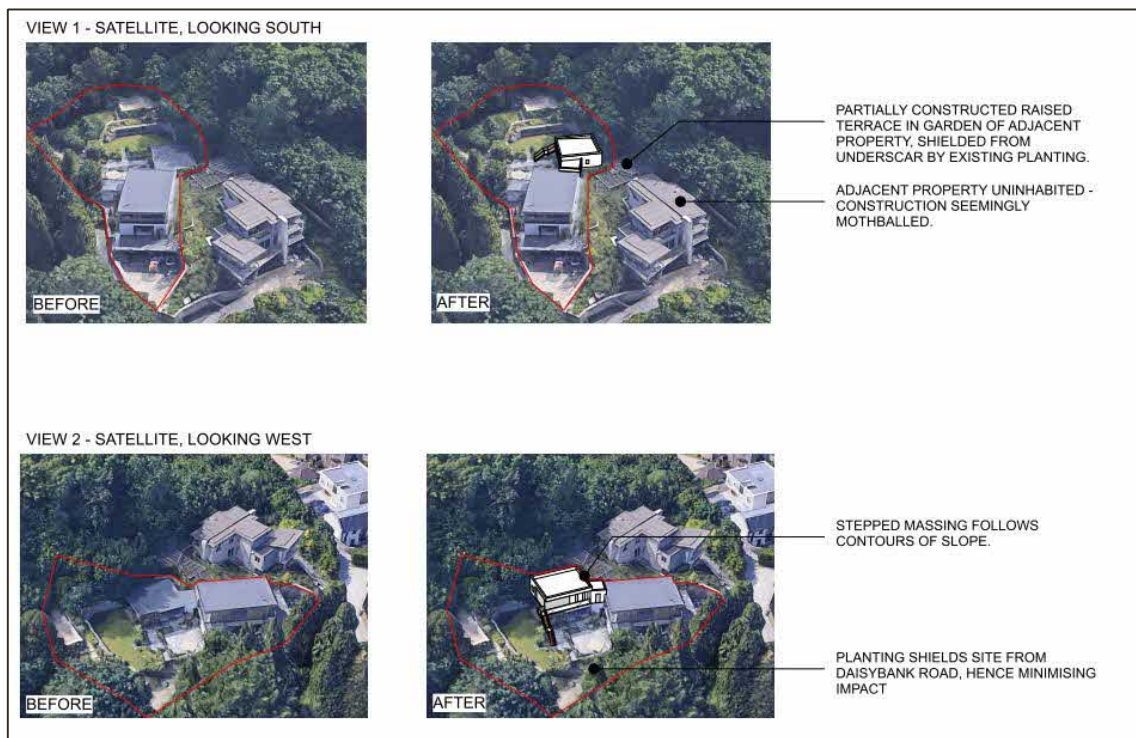 VIEW 1 - SATELLITE, LOOKING SOUTH
BEFORE
AFTER
PARTIALLY CONSTRUCTED RAISED
TERRACE IN GARDEN OF ADJACENT
PROPERTY, SHIELDED FROM
UNDERSCAR BY EXISTING PLANTING.
ADJACENT PROPERTY UNINHABITED -
CONSTRUCTION SEEMINGLY
MOTHBALLED.
VIEW 2 - SATELLITE, LOOKING WEST
BEFORE
AFTER
STEPPED MASSING FOLLOWS
CONTOURS OF SLOPE.
PLANTING SHIELDS SITE FROM
DAISYBANK ROAD, HENCE MINIMISING
IMPACT